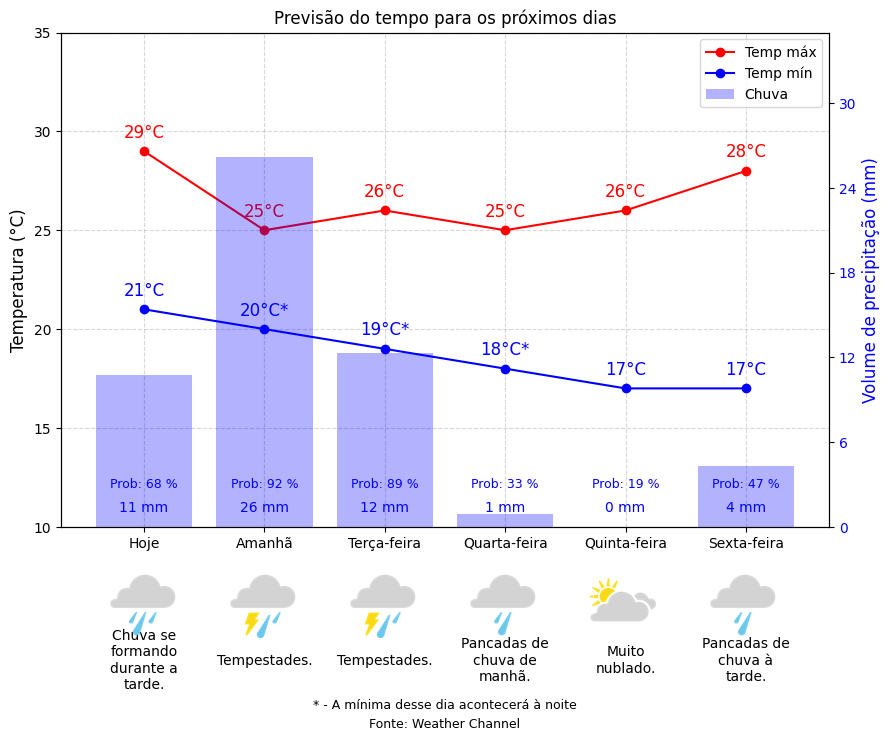 Previsão do tempo para os próximos dias
35
30
25
20
15
10
Temperatura (°C)
Temp máx
Temp mín
Chuva
30
24
18
12
6
0
Volume de precipitação (mm)
29°C
25°C
26°C
25°C
26°C
28°C
21°C
20°C*
19°C*
18°C*
17°C
17°C
Prob: 68 %
11 mm
Prob: 92 %
26 mm
Prob: 89 %
12 mm
Prob: 33 %
1 mm
Prob: 19 %
0 mm
Prob: 47 %
4 mm
Hoje
Amanhã
Terça-feira
Quarta-feira
Quinta-feira
Sexta-feira
Chuva se
formando
durante a
tarde.
Tempestades.
Tempestades.
Pancadas de
chuva de
manhã.
Muito
nublado.
Pancadas de
chuva à
tarde.
* - A mínima desse dia acontecerá à noite
Fonte: Weather Channel